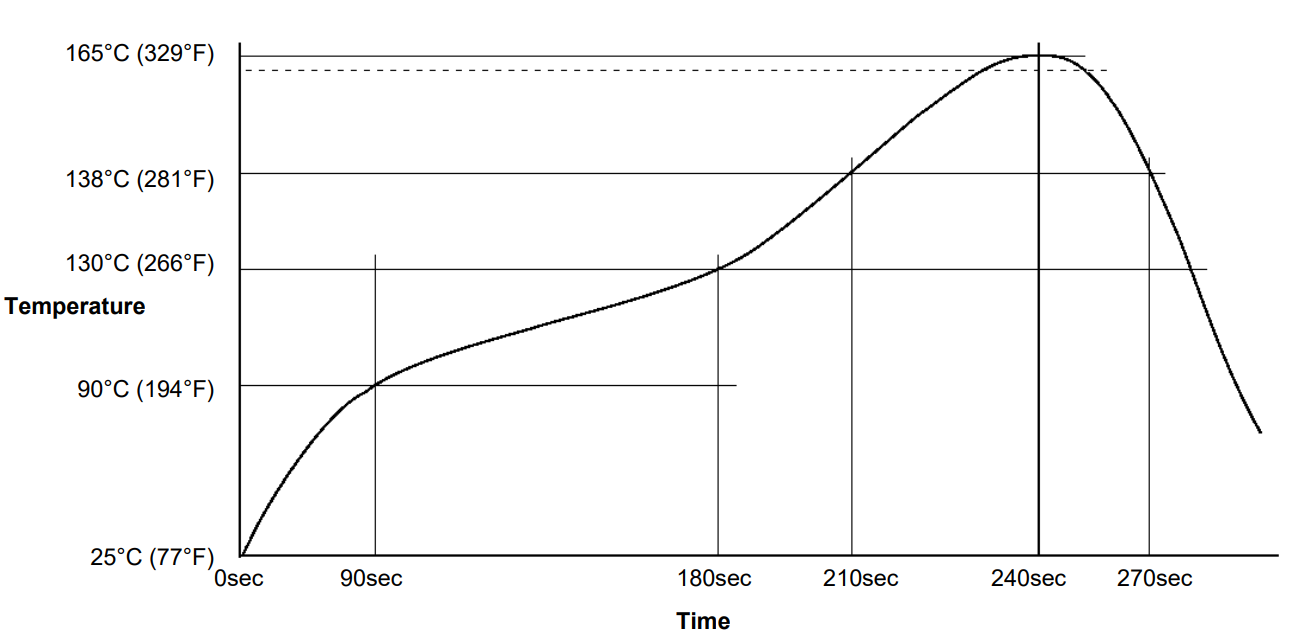 165°C (329°F)
138°C (281°F)
130°C (266°F)
Temperature
90°C (194°F)
25°C (77°F)
0sec 90sec 180sec 210sec 240sec 270sec
Time